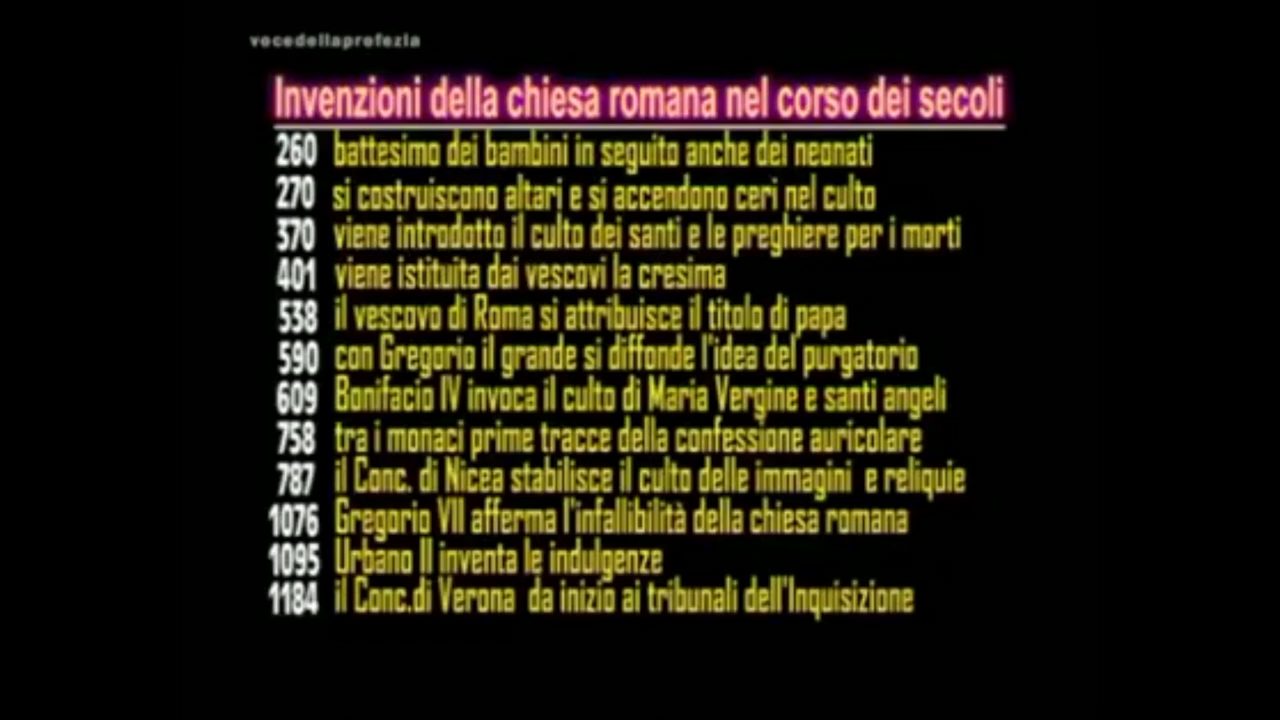 vocedellaprofezia
Invenzioni della chiesa romana nel corso dei secoli
260 battesimo dei bambini in seguito anche dei neonati
270 si costruiscono altari e si accendono ceri nel culto
370 viene introdotto il culto dei santi e le preghiere per i morti
401 viene istituita dai vescovi la cresima
538 il vescovo di Roma si attribuisce il titolo di papa
590 con Gregorio il grande si diffonde l'idea del purgatorio
609 Bonifacio IV invoca il culto di Maria Vergine e santi angeli
758 tra i monaci prime tracce della confessione auricolare
787 il Conc. di Nicea stabilisce il culto delle immagini e reliquie
1076 Gregorio VII afferma l'infallibilità della chiesa romana
1095 Urbano II inventa le indulgenze
1184 il Conc.di Verona da inizio ai tribunali dell'Inquisizione